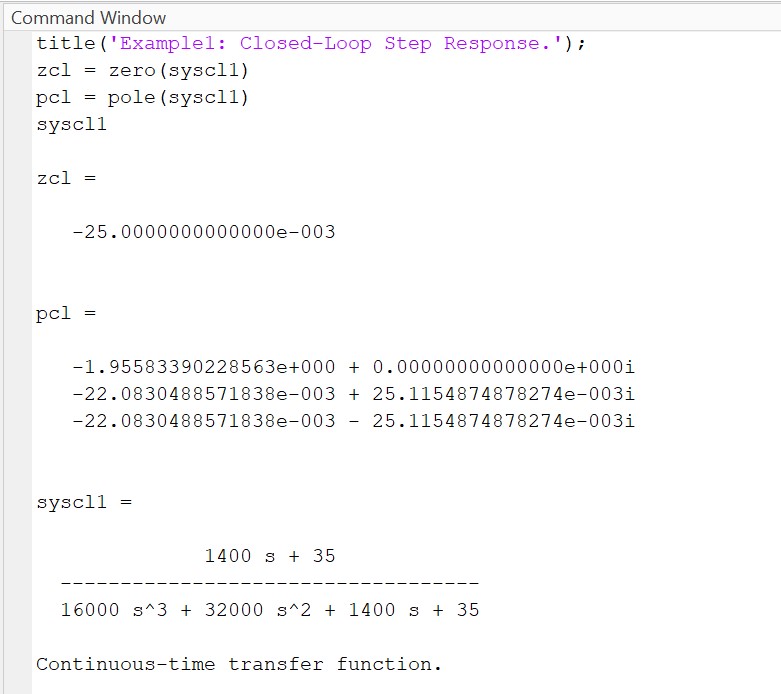 Command Window
title('Example1: Closed-Loop Step Response.');
zcl = zero(syscl1)
pcl = pole(syscl1)
syscl1
zcl =
-25.0000000000000e-003
pcl =
-1.95583390228563e+000 + 0.00000000000000e+000i
-22.0830488571838e-003 + 25.1154874878274e-003i
-22.0830488571838e-003 - 25.1154874878274e-003i
syscl1 =
1400 s + 35
-----------------------------------
16000 s^3 + 32000 s^2 + 1400 s + 35
Continuous-time transfer function.